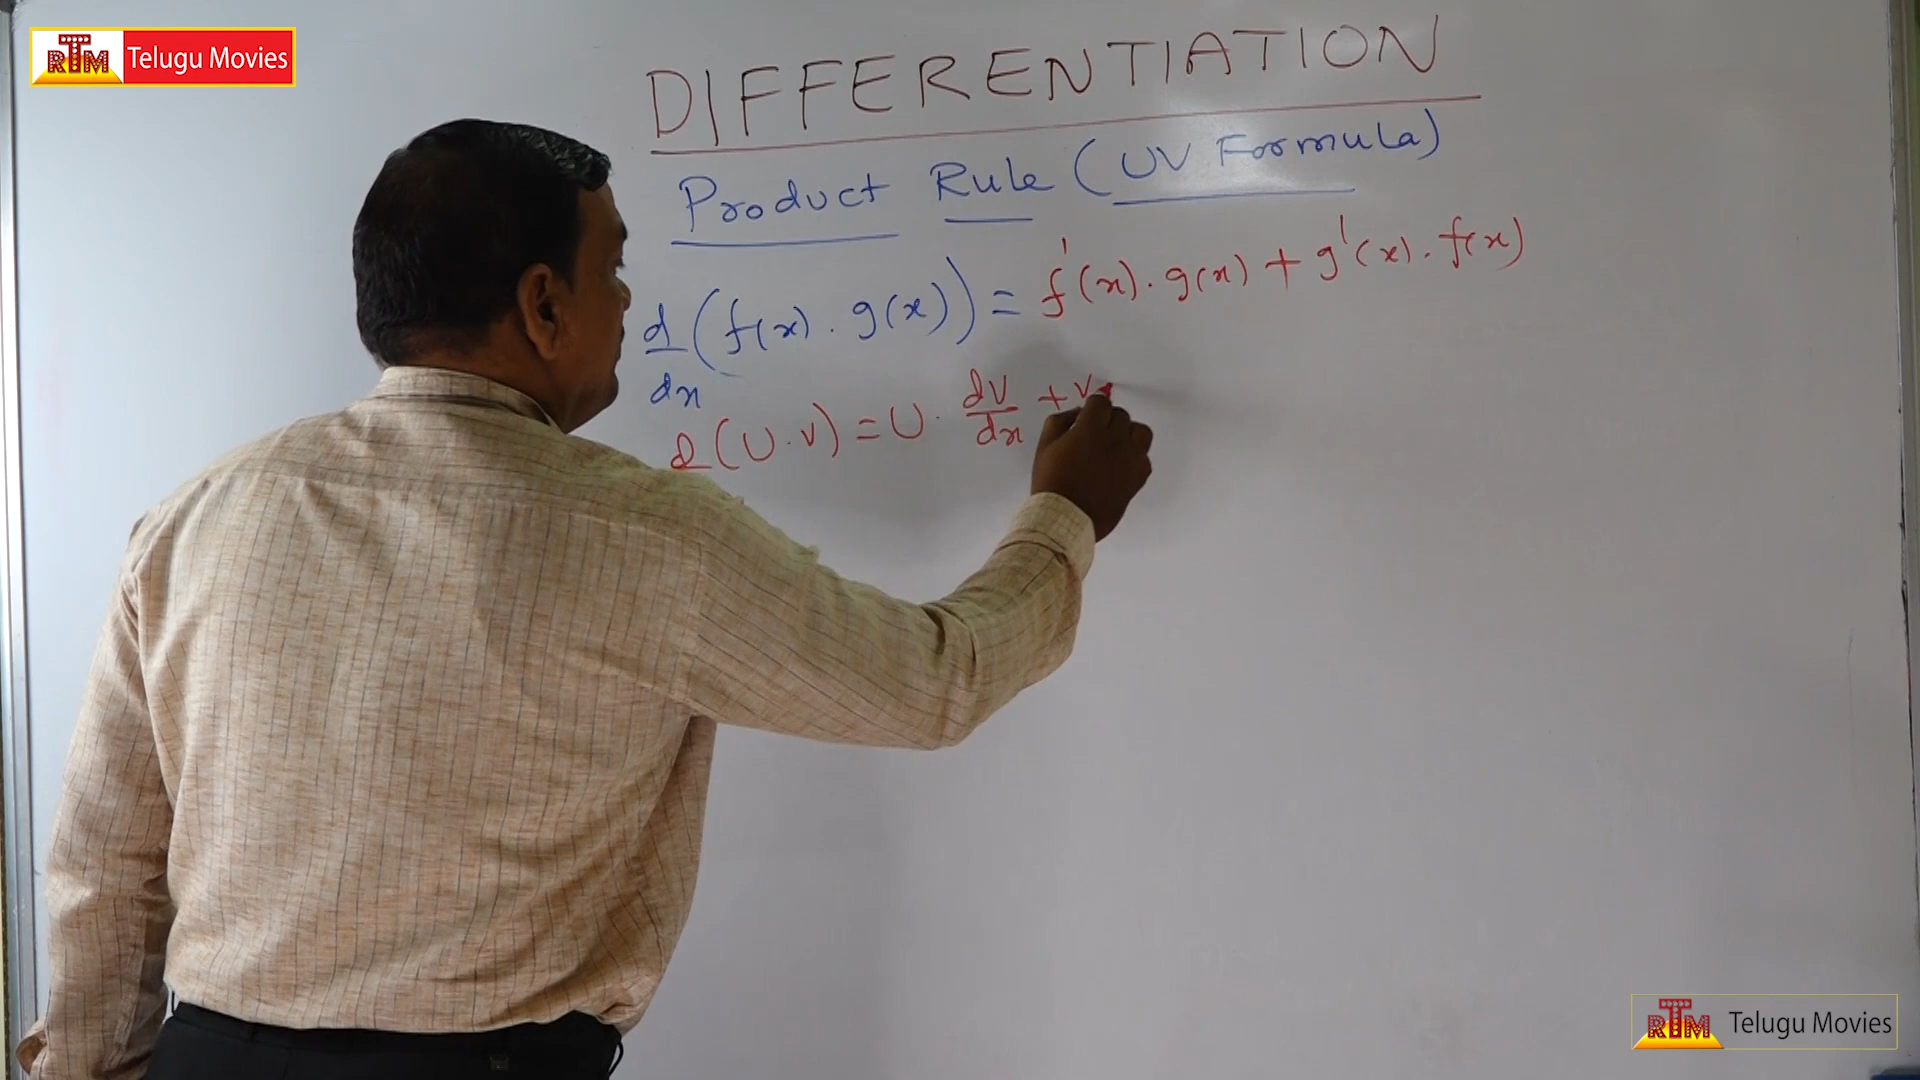 RTM Telugu Movies
DIFFERENTIATION
Product Rule (UV Formula)
d/dx (f(x) . g(x)) = f'(x) . g(x) + g'(x) . f(x)
d (U . V) = U . dV/dx + V
RTM Telugu Movies